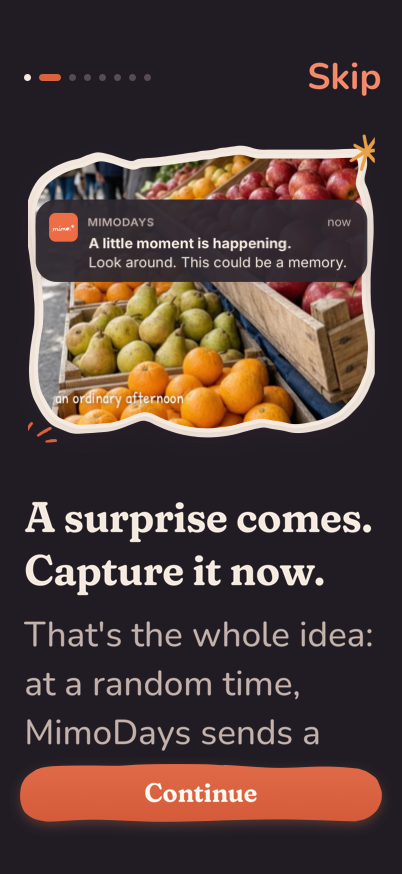 Skip
mimo.
MIMODAYS
now
A little moment is happening.
Look around. This could be a memory.
an ordinary afternoon
A surprise comes.
Capture it now.
That's the whole idea:
at a random time,
MimoDays sends a
Continue